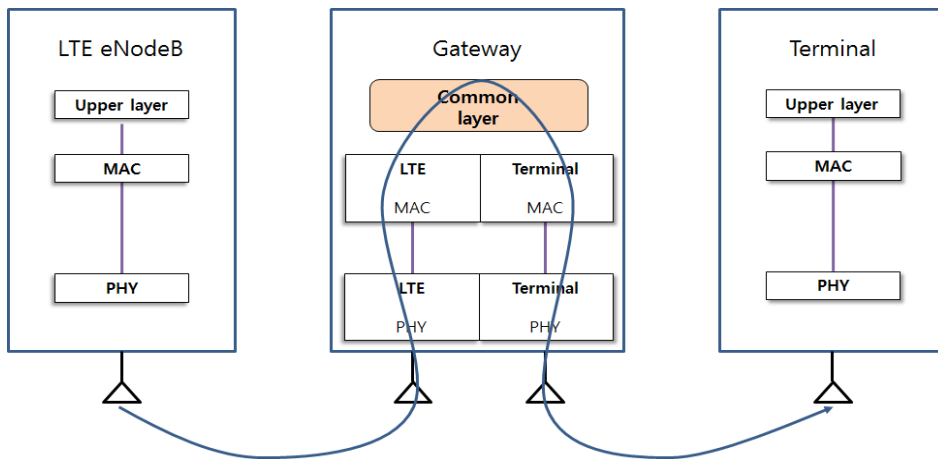 LTE eNodeB
Upper layer
MAC
PHY
Gateway
Common
layer
LTE
MAC
Terminal
MAC
LTE
PHY
Terminal
PHY
Terminal
Upper layer
MAC
PHY